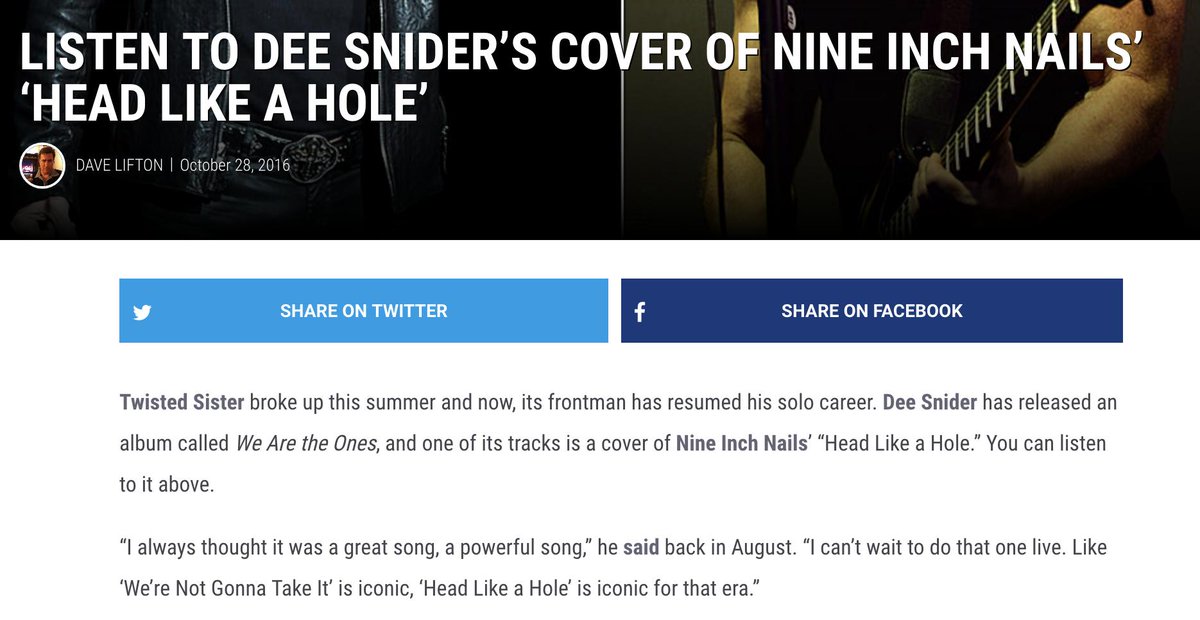 LISTEN TO DEE SNIDER’S COVER OF NINE INCH NAILS’
‘HEAD LIKE A HOLE’
DAVE LIFTON | October 28, 2016
SHARE ON TWITTER
SHARE ON FACEBOOK
Twisted Sister broke up this summer and now, its frontman has resumed his solo career. Dee Snider has released an
album called We Are the Ones, and one of its tracks is a cover of Nine Inch Nails’ “Head Like a Hole.” You can listen
to it above.
“I always thought it was a great song, a powerful song,” he said back in August. “I can’t wait to do that one live. Like
‘We’re Not Gonna Take It’ is iconic, ‘Head Like a Hole’ is iconic for that era.”